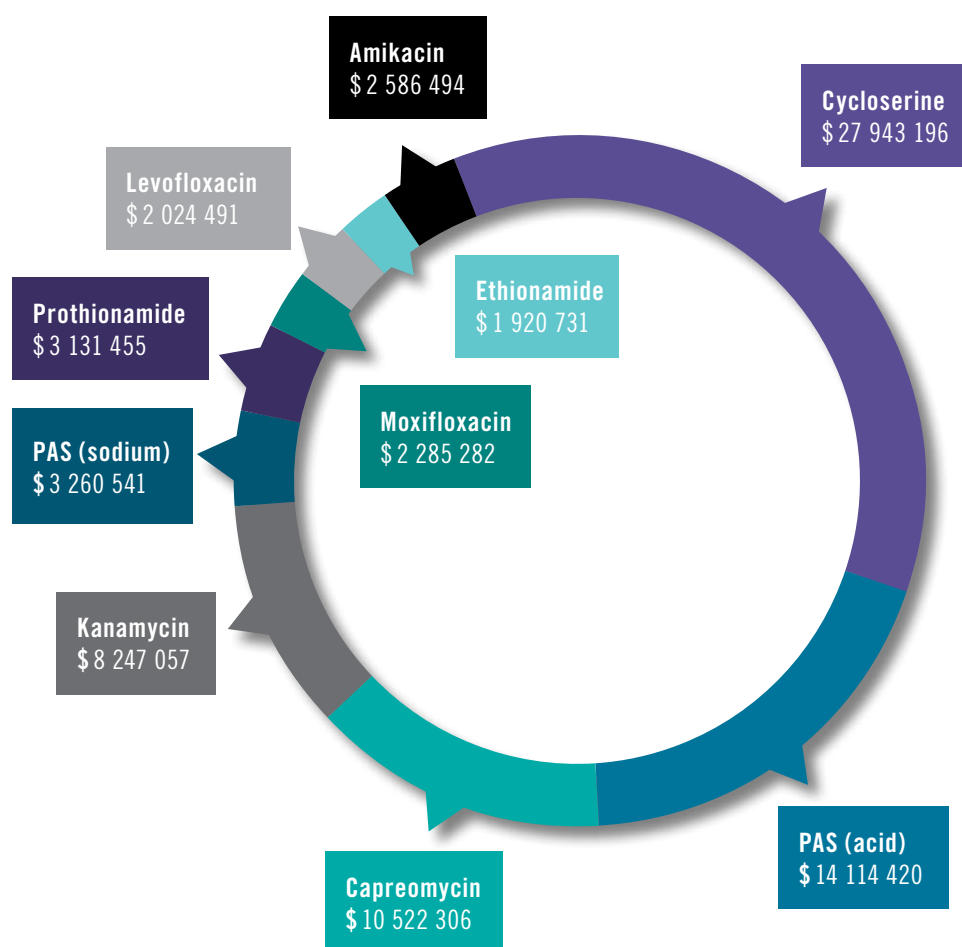 Amikacin
$ 2 586 494
Cycloserine
$ 27 943 196
Levofloxacin
$ 2 024 491
Ethionamide
$ 1 920 731
Prothionamide
$ 3 131 455
Moxifloxacin
$ 2 285 282
PAS (sodium)
$ 3 260 541
Kanamycin
$ 8 247 057
PAS (acid)
$ 14 114 420
Capreomycin
$ 10 522 306